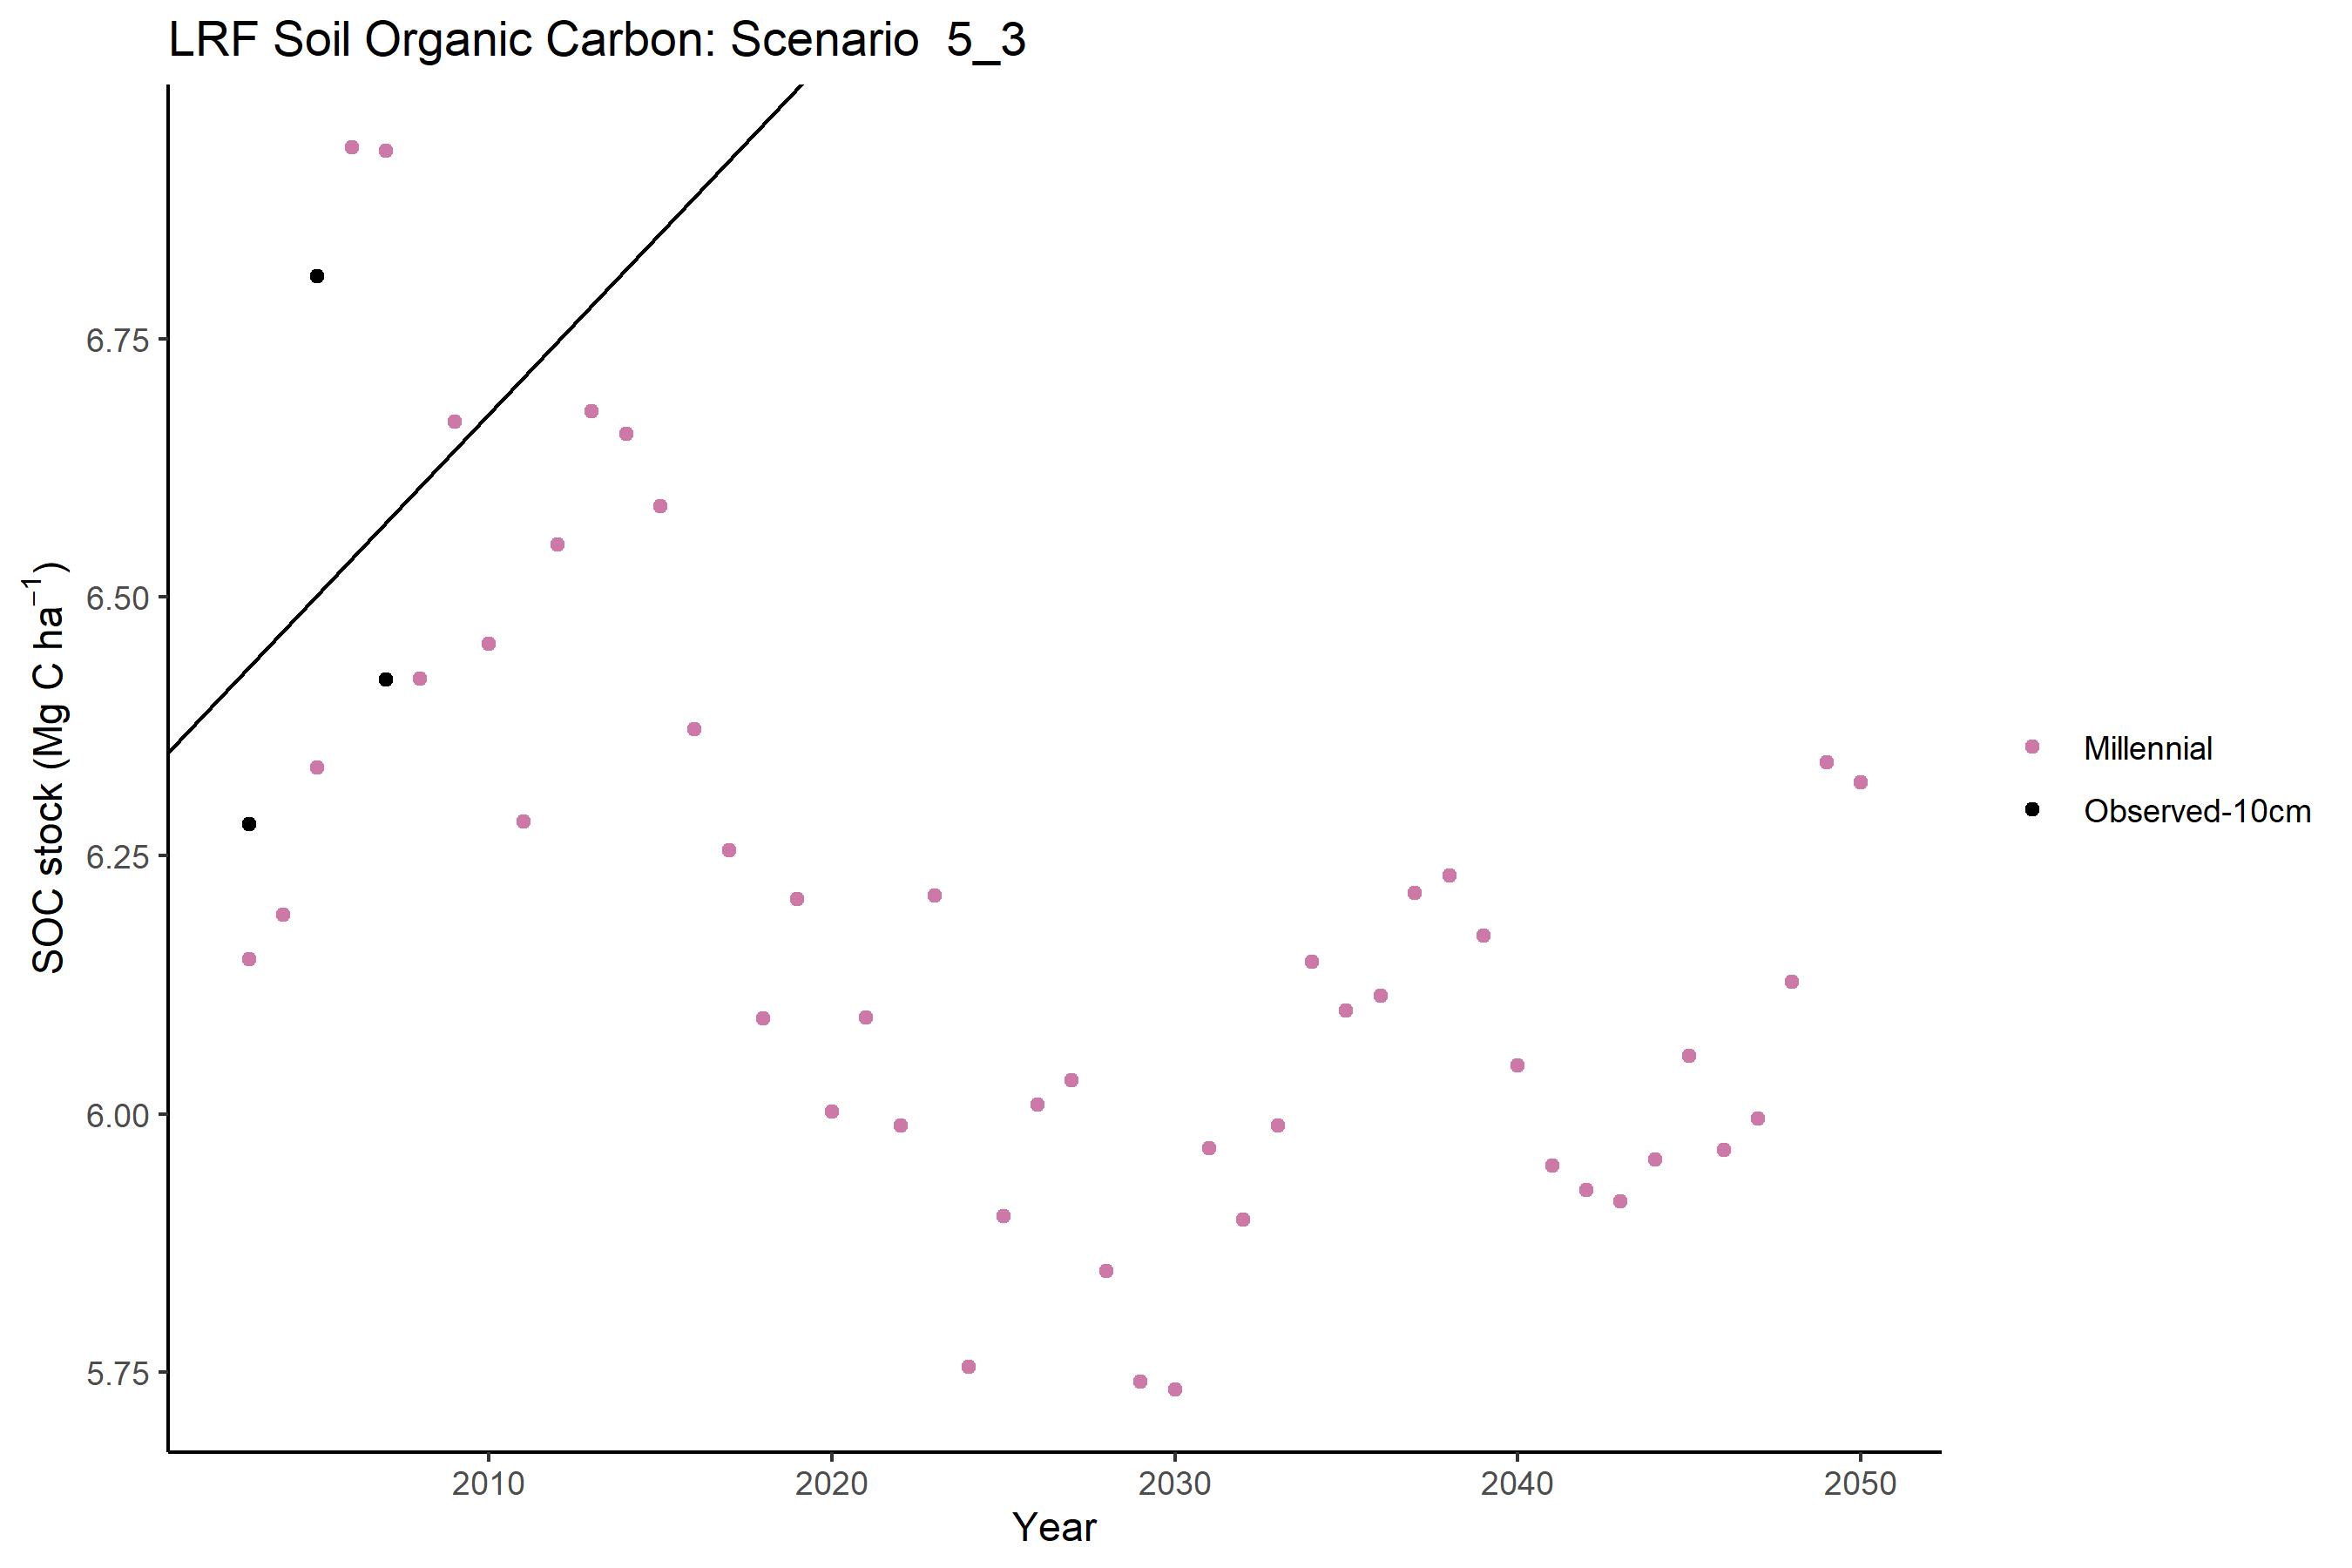 LRF Soil Organic Carbon: Scenario  5_3
SOC stock (Mg C ha⁻¹)
6.75
6.50
6.25
6.00
5.75
2010
2020
2030
2040
2050
Year
Millennial
Observed-10cm